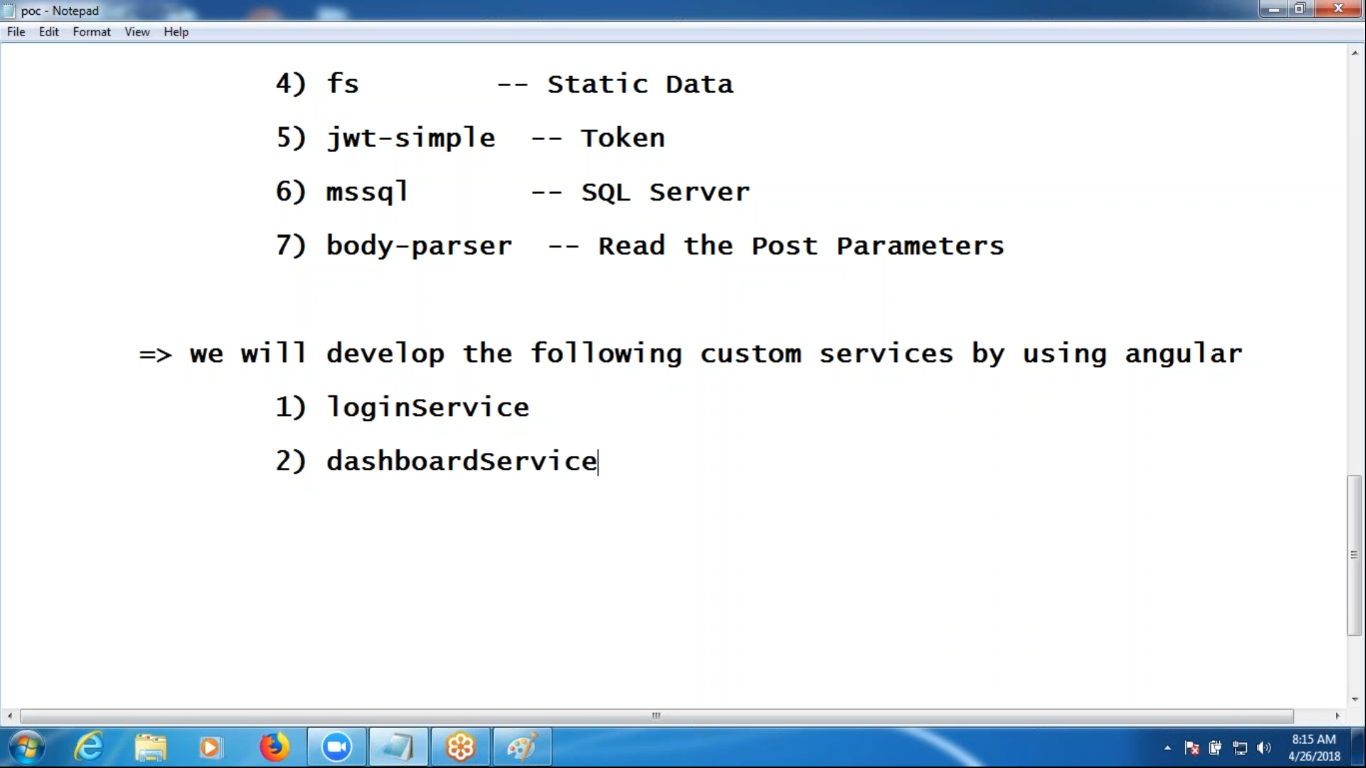 poc - Notepad
File Edit Format View Help
4) fs -- Static Data
5) jwt-simple -- Token
6) mssql -- SQL Server
7) body-parser -- Read the Post Parameters
=> we will develop the following custom services by using angular
1) loginService
2) dashboardService
8:15 AM
4/26/2018